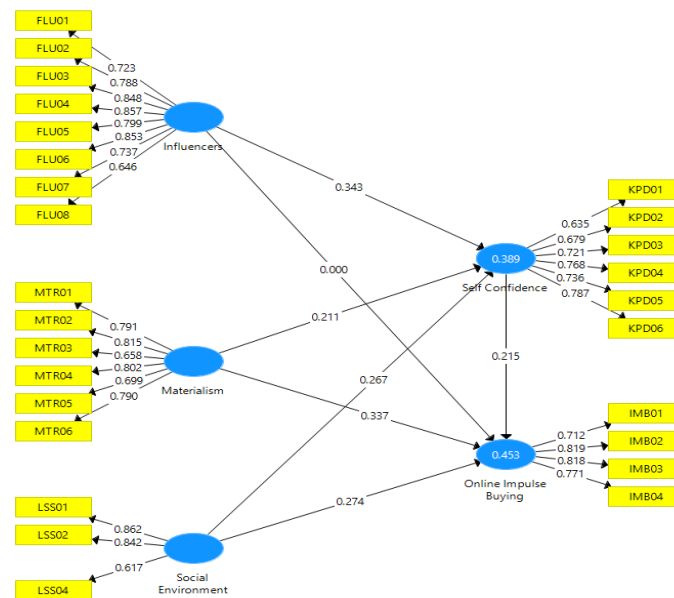 FLU01
FLU02
FLU03
FLU04
FLU05
FLU06
FLU07
FLU08
0.723
0.788
0.848
0.857
0.799
0.853
0.737
0.646
Influencers
MTR01
MTR02
MTR03
MTR04
MTR05
MTR06
0.791
0.815
0.658
0.802
0.699
0.790
Materialism
LSS01
LSS02
LSS04
0.862
0.842
0.617
Social
Environment
0.343
0.000
0.211
0.267
0.337
0.274
0.215
0.389
Self Confidence
0.635
0.679
0.721
0.768
0.736
0.787
KPD01
KPD02
KPD03
KPD04
KPD05
KPD06
0.453
Online Impulse
Buying
0.712
0.819
0.818
0.771
IMB01
IMB02
IMB03
IMB04